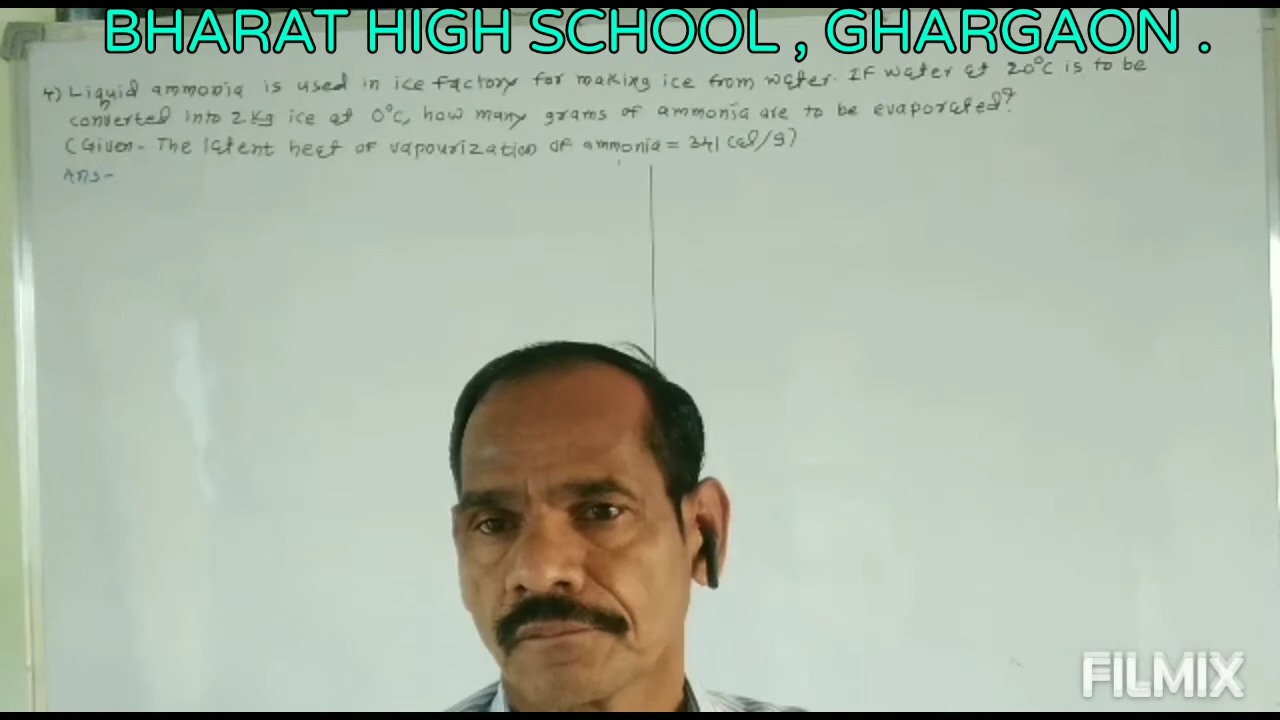 BHARAT HIGH SCHOOL, GHARGAON .
4) Liquid ammonia is used in ice factory for making ice from water. If water at 20°C is to be
converted into 2 kg ice at 0°C, how many grams of ammonia are to be evaporated?
(Given- The latent heat of vapourization of ammonia = 341 cal/g)
Ans-
FILMIX